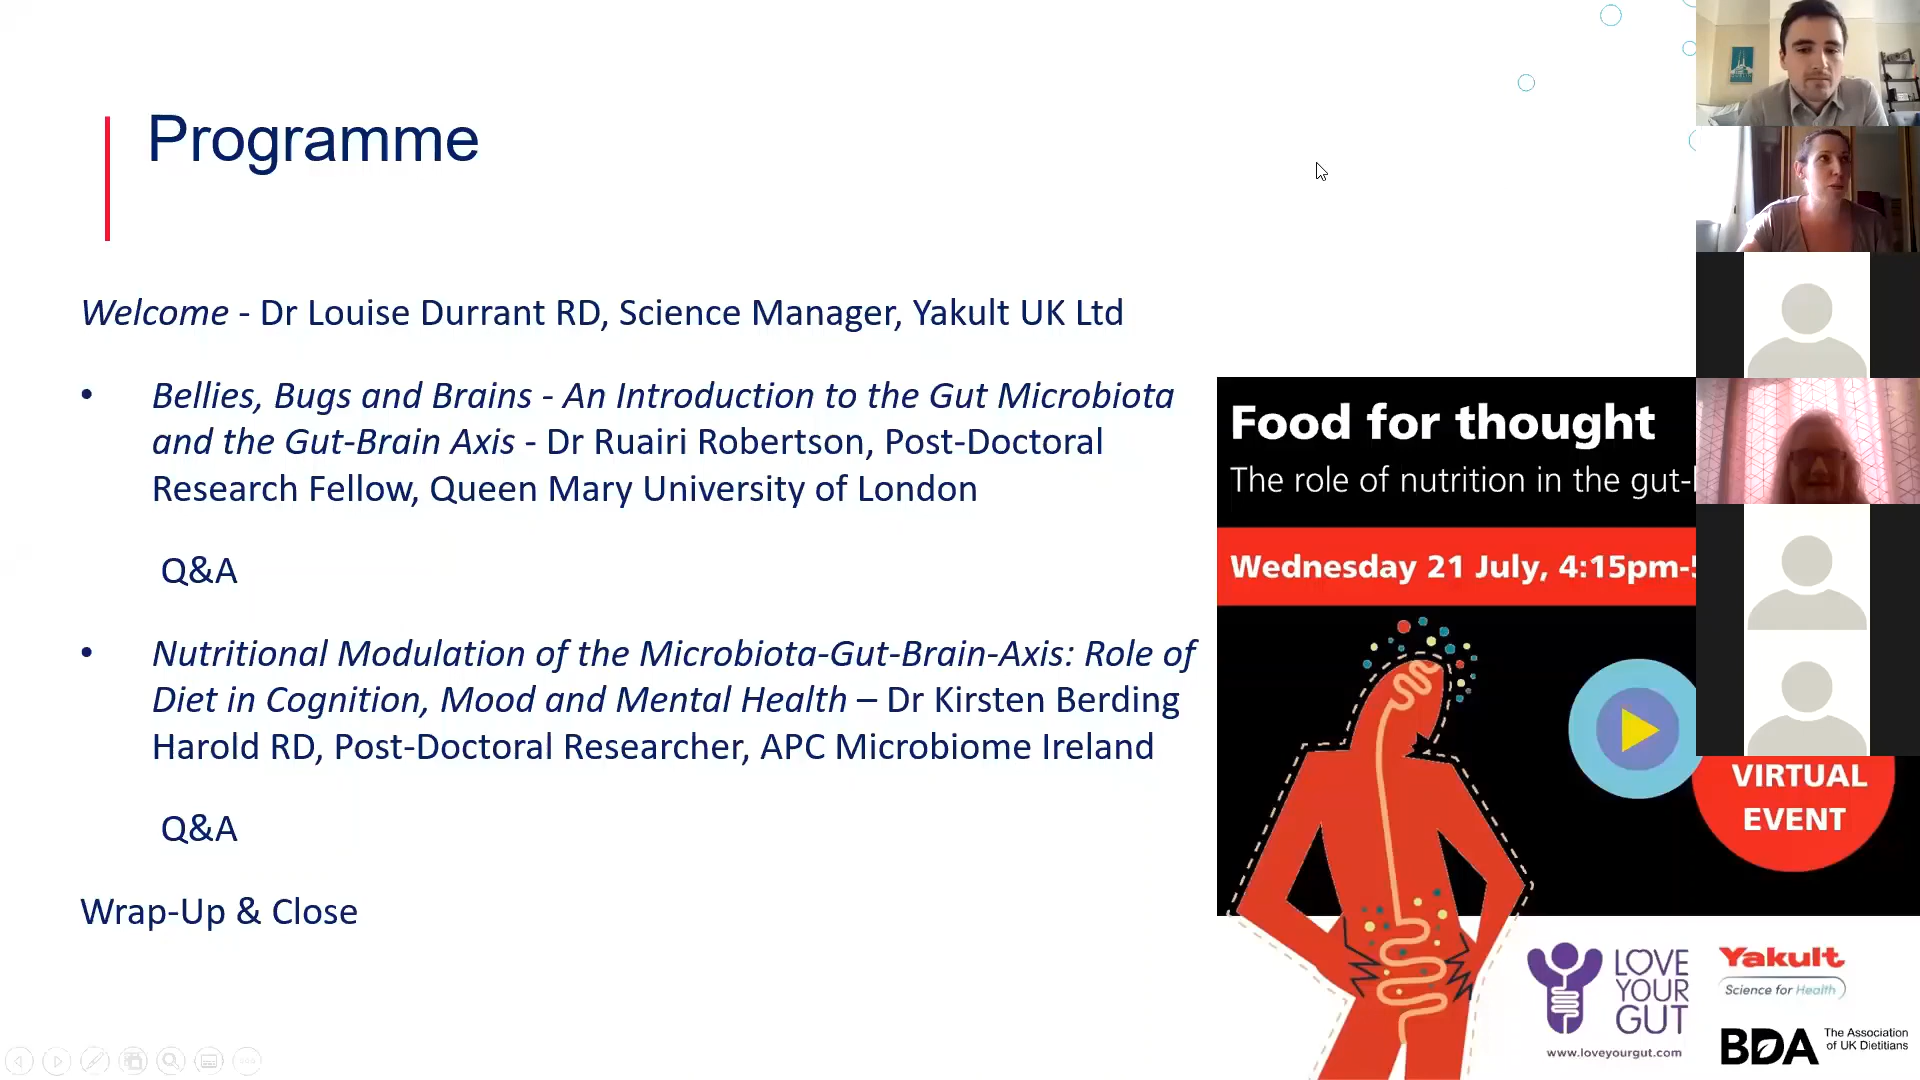 Programme
Welcome - Dr Louise Durrant RD, Science Manager, Yakult UK Ltd
• Bellies, Bugs and Brains - An Introduction to the Gut Microbiota
and the Gut-Brain Axis - Dr Ruairi Robertson, Post-Doctoral
Research Fellow, Queen Mary University of London
Q&A
• Nutritional Modulation of the Microbiota-Gut-Brain-Axis: Role of
Diet in Cognition, Mood and Mental Health – Dr Kirsten Berding
Harold RD, Post-Doctoral Researcher, APC Microbiome Ireland
Q&A
Wrap-Up & Close
Food for thought
The role of nutrition in the gut-
Wednesday 21 July, 4:15pm-
VIRTUAL
EVENT
LOVE
YOUR
GUT
www.loveyourgut.com
Yakult
Science for Health
BDA The Association
of UK Dietitians